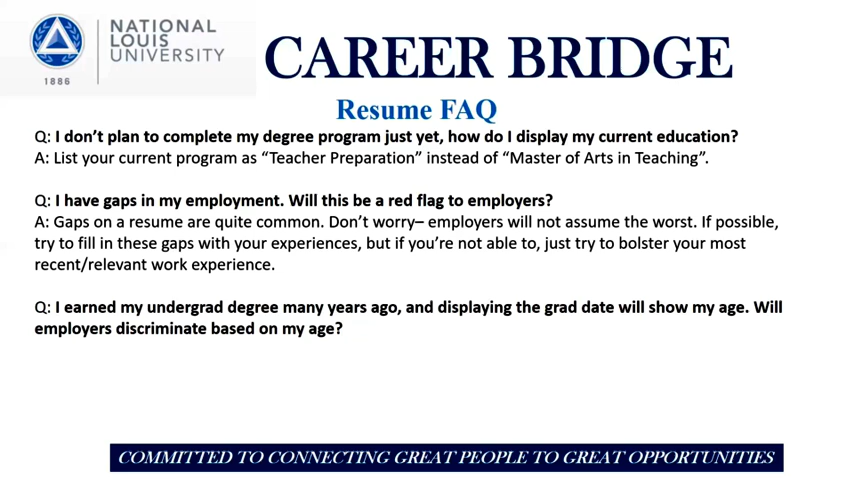 NATIONAL
LOUIS
UNIVERSITY
1886
CAREER BRIDGE
Resume FAQ
Q: I don’t plan to complete my degree program just yet, how do I display my current education?
A: List your current program as “Teacher Preparation” instead of “Master of Arts in Teaching”.
Q: I have gaps in my employment. Will this be a red flag to employers?
A: Gaps on a resume are quite common. Don’t worry– employers will not assume the worst. If possible,
try to fill in these gaps with your experiences, but if you’re not able to, just try to bolster your most
recent/relevant work experience.
Q: I earned my undergrad degree many years ago, and displaying the grad date will show my age. Will
employers discriminate based on my age?
COMMITTED TO CONNECTING GREAT PEOPLE TO GREAT OPPORTUNITIES